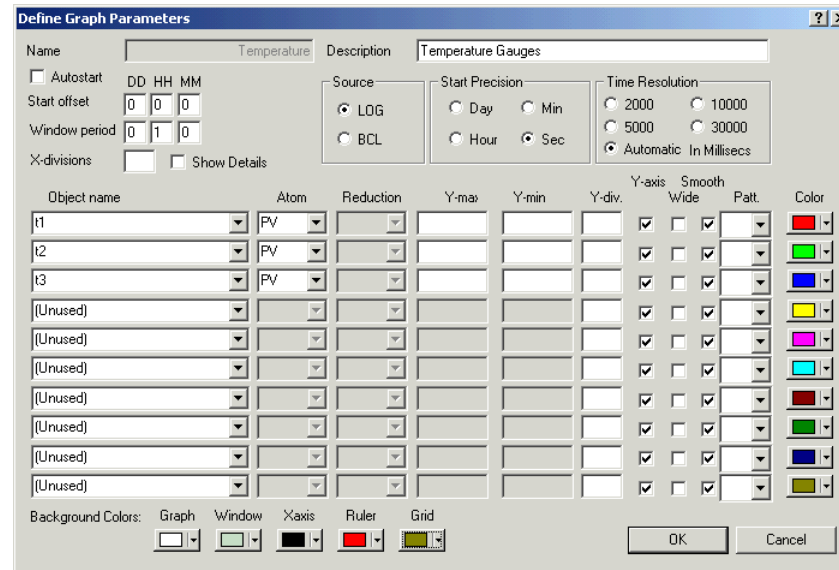 Define Graph Parameters
Name Temperature Description Temperature Gauges
Autostart DD HH MM
Start offset 0 0 0
Window period 0 1 0
X-divisions Show Details
Source
LOG
BCL
Start Precision
Day Min
Hour Sec
Time Resolution
2000 10000
5000 30000
Automatic In Millisecs
Y-axis Smooth
Object name Atom Reduction Y-max Y-min Y-div. Wide Patt. Color
t1 PV
t2 PV
t3 PV
(Unused)
(Unused)
(Unused)
(Unused)
(Unused)
(Unused)
(Unused)
Background Colors: Graph Window Xaxis Ruler Grid
OK Cancel